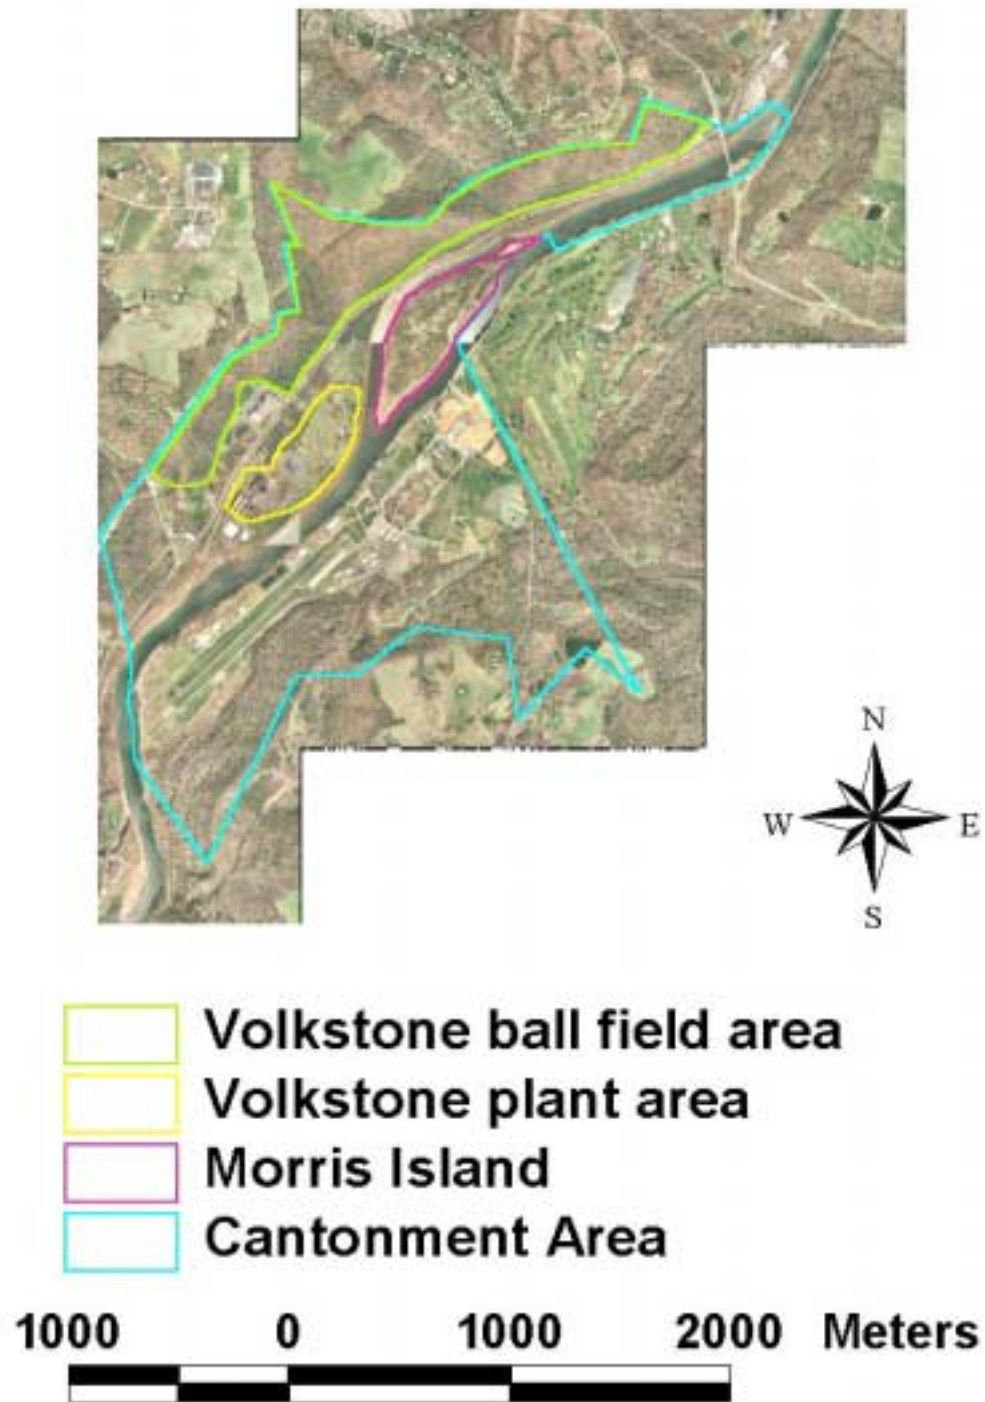 N
W E
S
Volkstone ball field area
Volkstone plant area
Morris Island
Cantonment Area
1000 0 1000 2000 Meters